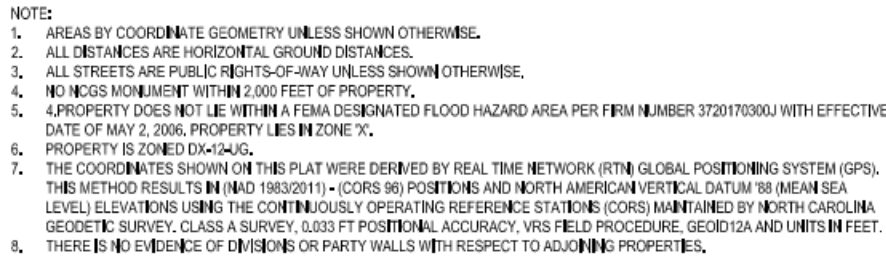 NOTE:
1. AREAS BY COORDINATE GEOMETRY UNLESS SHOWN OTHERWISE.
2. ALL DISTANCES ARE HORIZONTAL GROUND DISTANCES.
3. ALL STREETS ARE PUBLIC RIGHTS-OF-WAY UNLESS SHOWN OTHERWISE.
4. NO NCGS MONUMENT WITHIN 2,000 FEET OF PROPERTY.
5. 4.PROPERTY DOES NOT LIE WITHIN A FEMA DESIGNATED FLOOD HAZARD AREA PER FIRM NUMBER 3720170300J WITH EFFECTIVE
DATE OF MAY 2, 2006. PROPERTY LIES IN ZONE 'X'.
6. PROPERTY IS ZONED DX-12-UG.
7. THE COORDINATES SHOWN ON THIS PLAT WERE DERIVED BY REAL TIME NETWORK (RTN) GLOBAL POSITIONING SYSTEM (GPS).
THIS METHOD RESULTS IN (NAD 1983/2011) - (CORS 96) POSITIONS AND NORTH AMERICAN VERTICAL DATUM '88 (MEAN SEA
LEVEL) ELEVATIONS USING THE CONTINUOUSLY OPERATING REFERENCE STATIONS (CORS) MAINTAINED BY NORTH CAROLINA
GEODETIC SURVEY. CLASS A SURVEY, 0.033 FT POSITIONAL ACCURACY, VRS FIELD PROCEDURE, GEOID12A AND UNITS IN FEET.
8. THERE IS NO EVIDENCE OF DIVISIONS OR PARTY WALLS WITH RESPECT TO ADJOINING PROPERTIES.